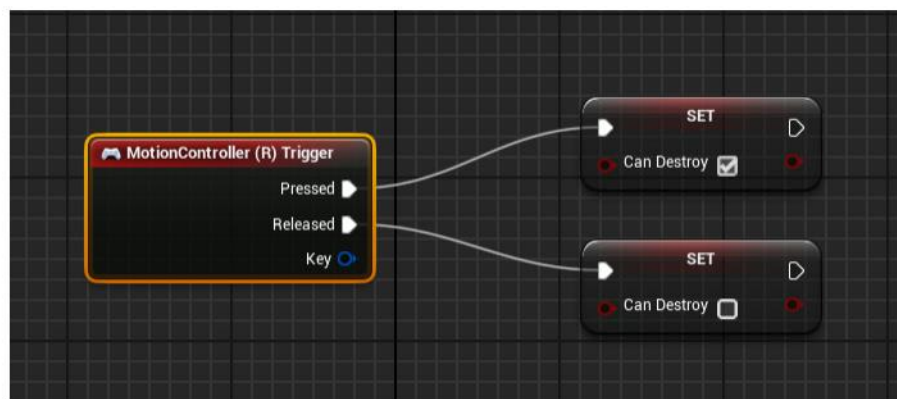 MotionController (R) Trigger
Pressed
Released
Key
SET
Can Destroy
SET
Can Destroy